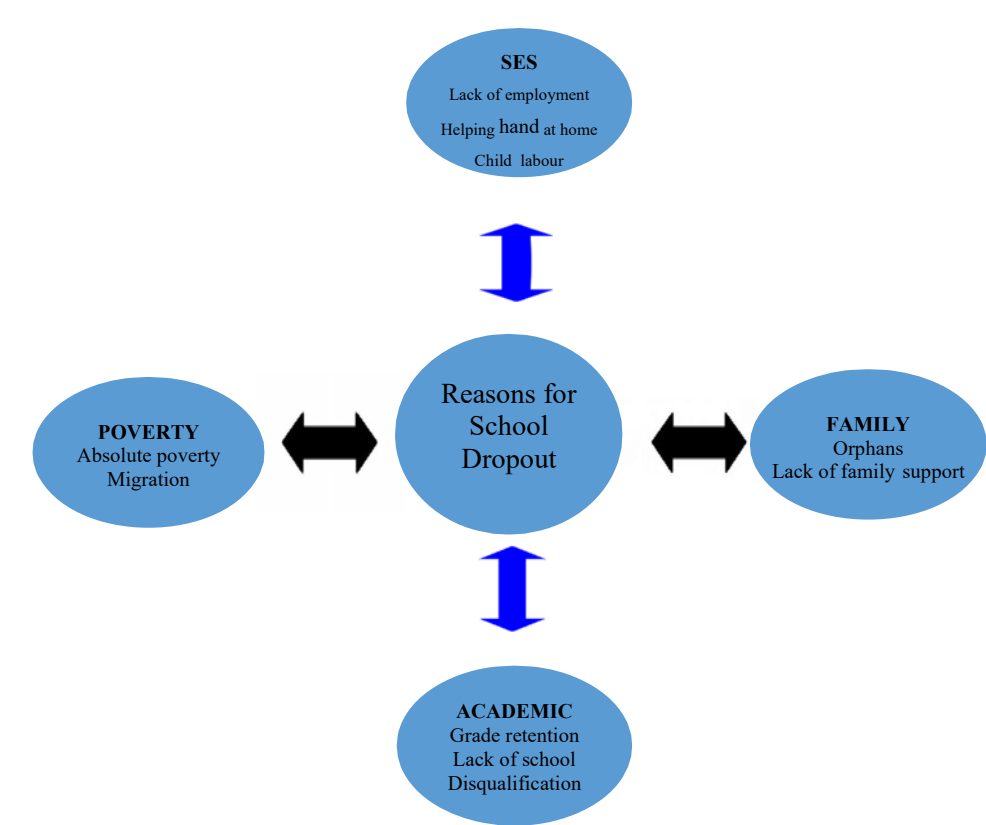 SES
Lack of employment
Helping hand at home
Child labour
Reasons for
School
Dropout
POVERTY
Absolute poverty
Migration
FAMILY
Orphans
Lack of family support
ACADEMIC
Grade retention
Lack of school
Disqualification